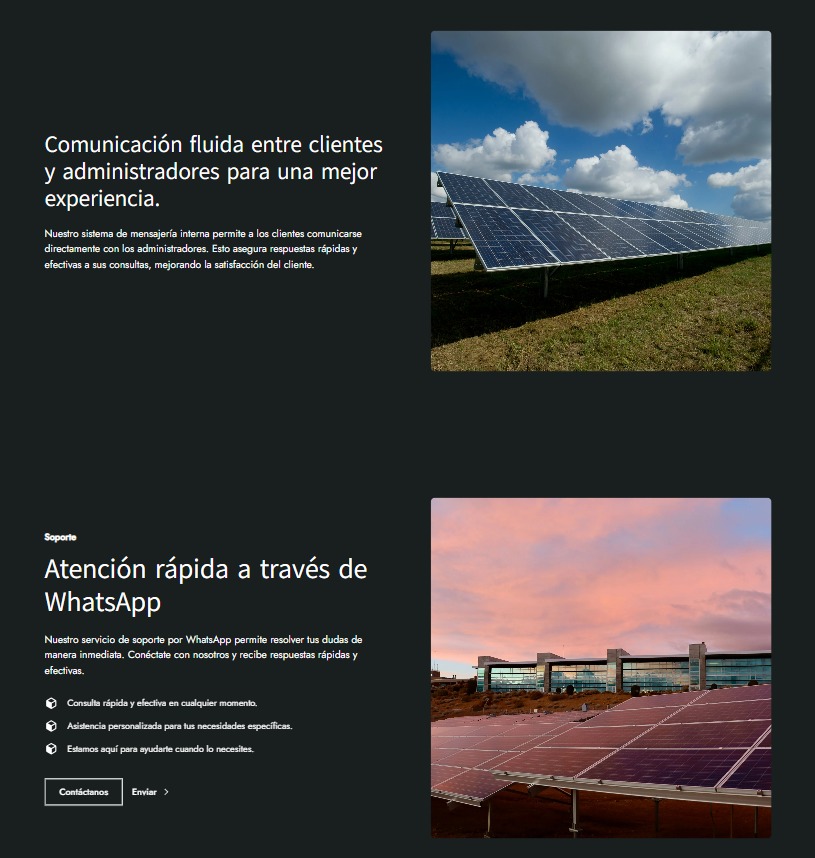 Comunicación fluida entre clientes
y administradores para una mejor
experiencia.
Nuestro sistema de mensajería interna permite a los clientes comunicarse
directamente con los administradores. Esto asegura respuestas rápidas y
efectivas a sus consultas, mejorando la satisfacción del cliente.
Soporte
Atención rápida a través de
WhatsApp
Nuestro servicio de soporte por WhatsApp permite resolver tus dudas de
manera inmediata. Conéctate con nosotros y recibe respuestas rápidas y
efectivas.
Consulta rápida y efectiva en cualquier momento.
Asistencia personalizada para tus necesidades específicas.
Estamos aquí para ayudarte cuando lo necesites.
Contáctanos Enviar